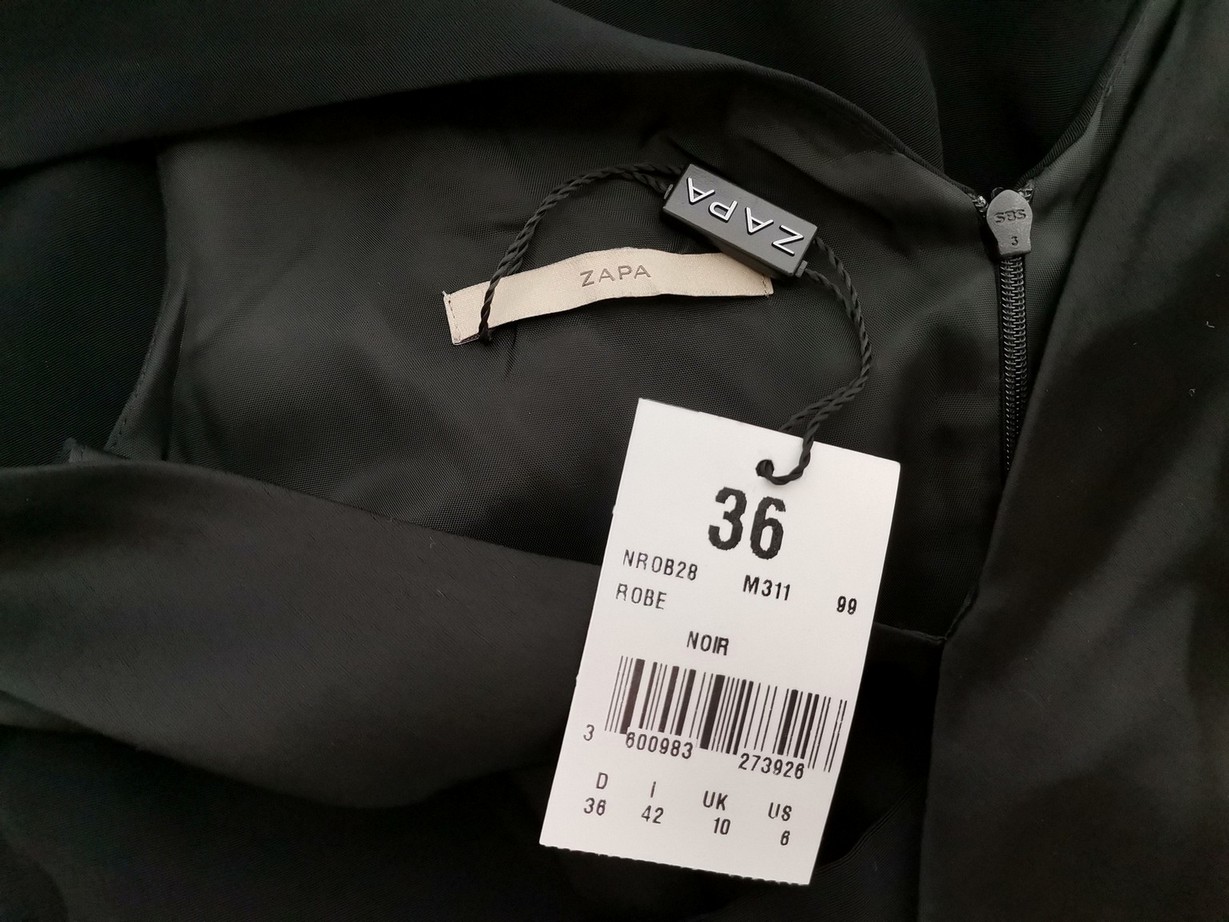 ZAPA
ZAPA
SBS
3
36
NROB28 M311 99
ROBE
NOIR
3 600983 273926
D I UK US
36 42 10 6